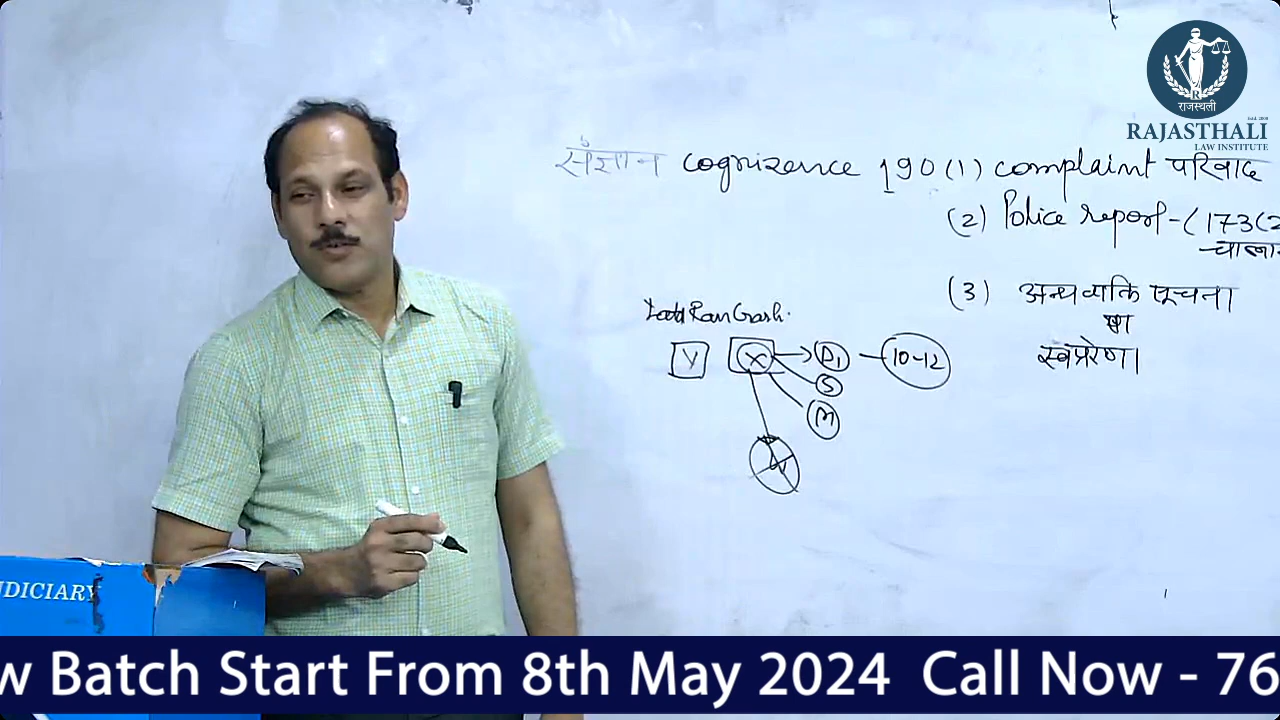 राजस्थली
RAJASTHALI
LAW INSTITUTE
संज्ञान cognizence 190 (1) complaint परिवाद
(2) Police report - (173(2
चालान
(3) अन्य व्यक्ति सूचना
या
स्वप्रेरणा
Y X D1 10-12
S
M
JDICIARY
w Batch Start From 8th May 2024 Call Now - 76